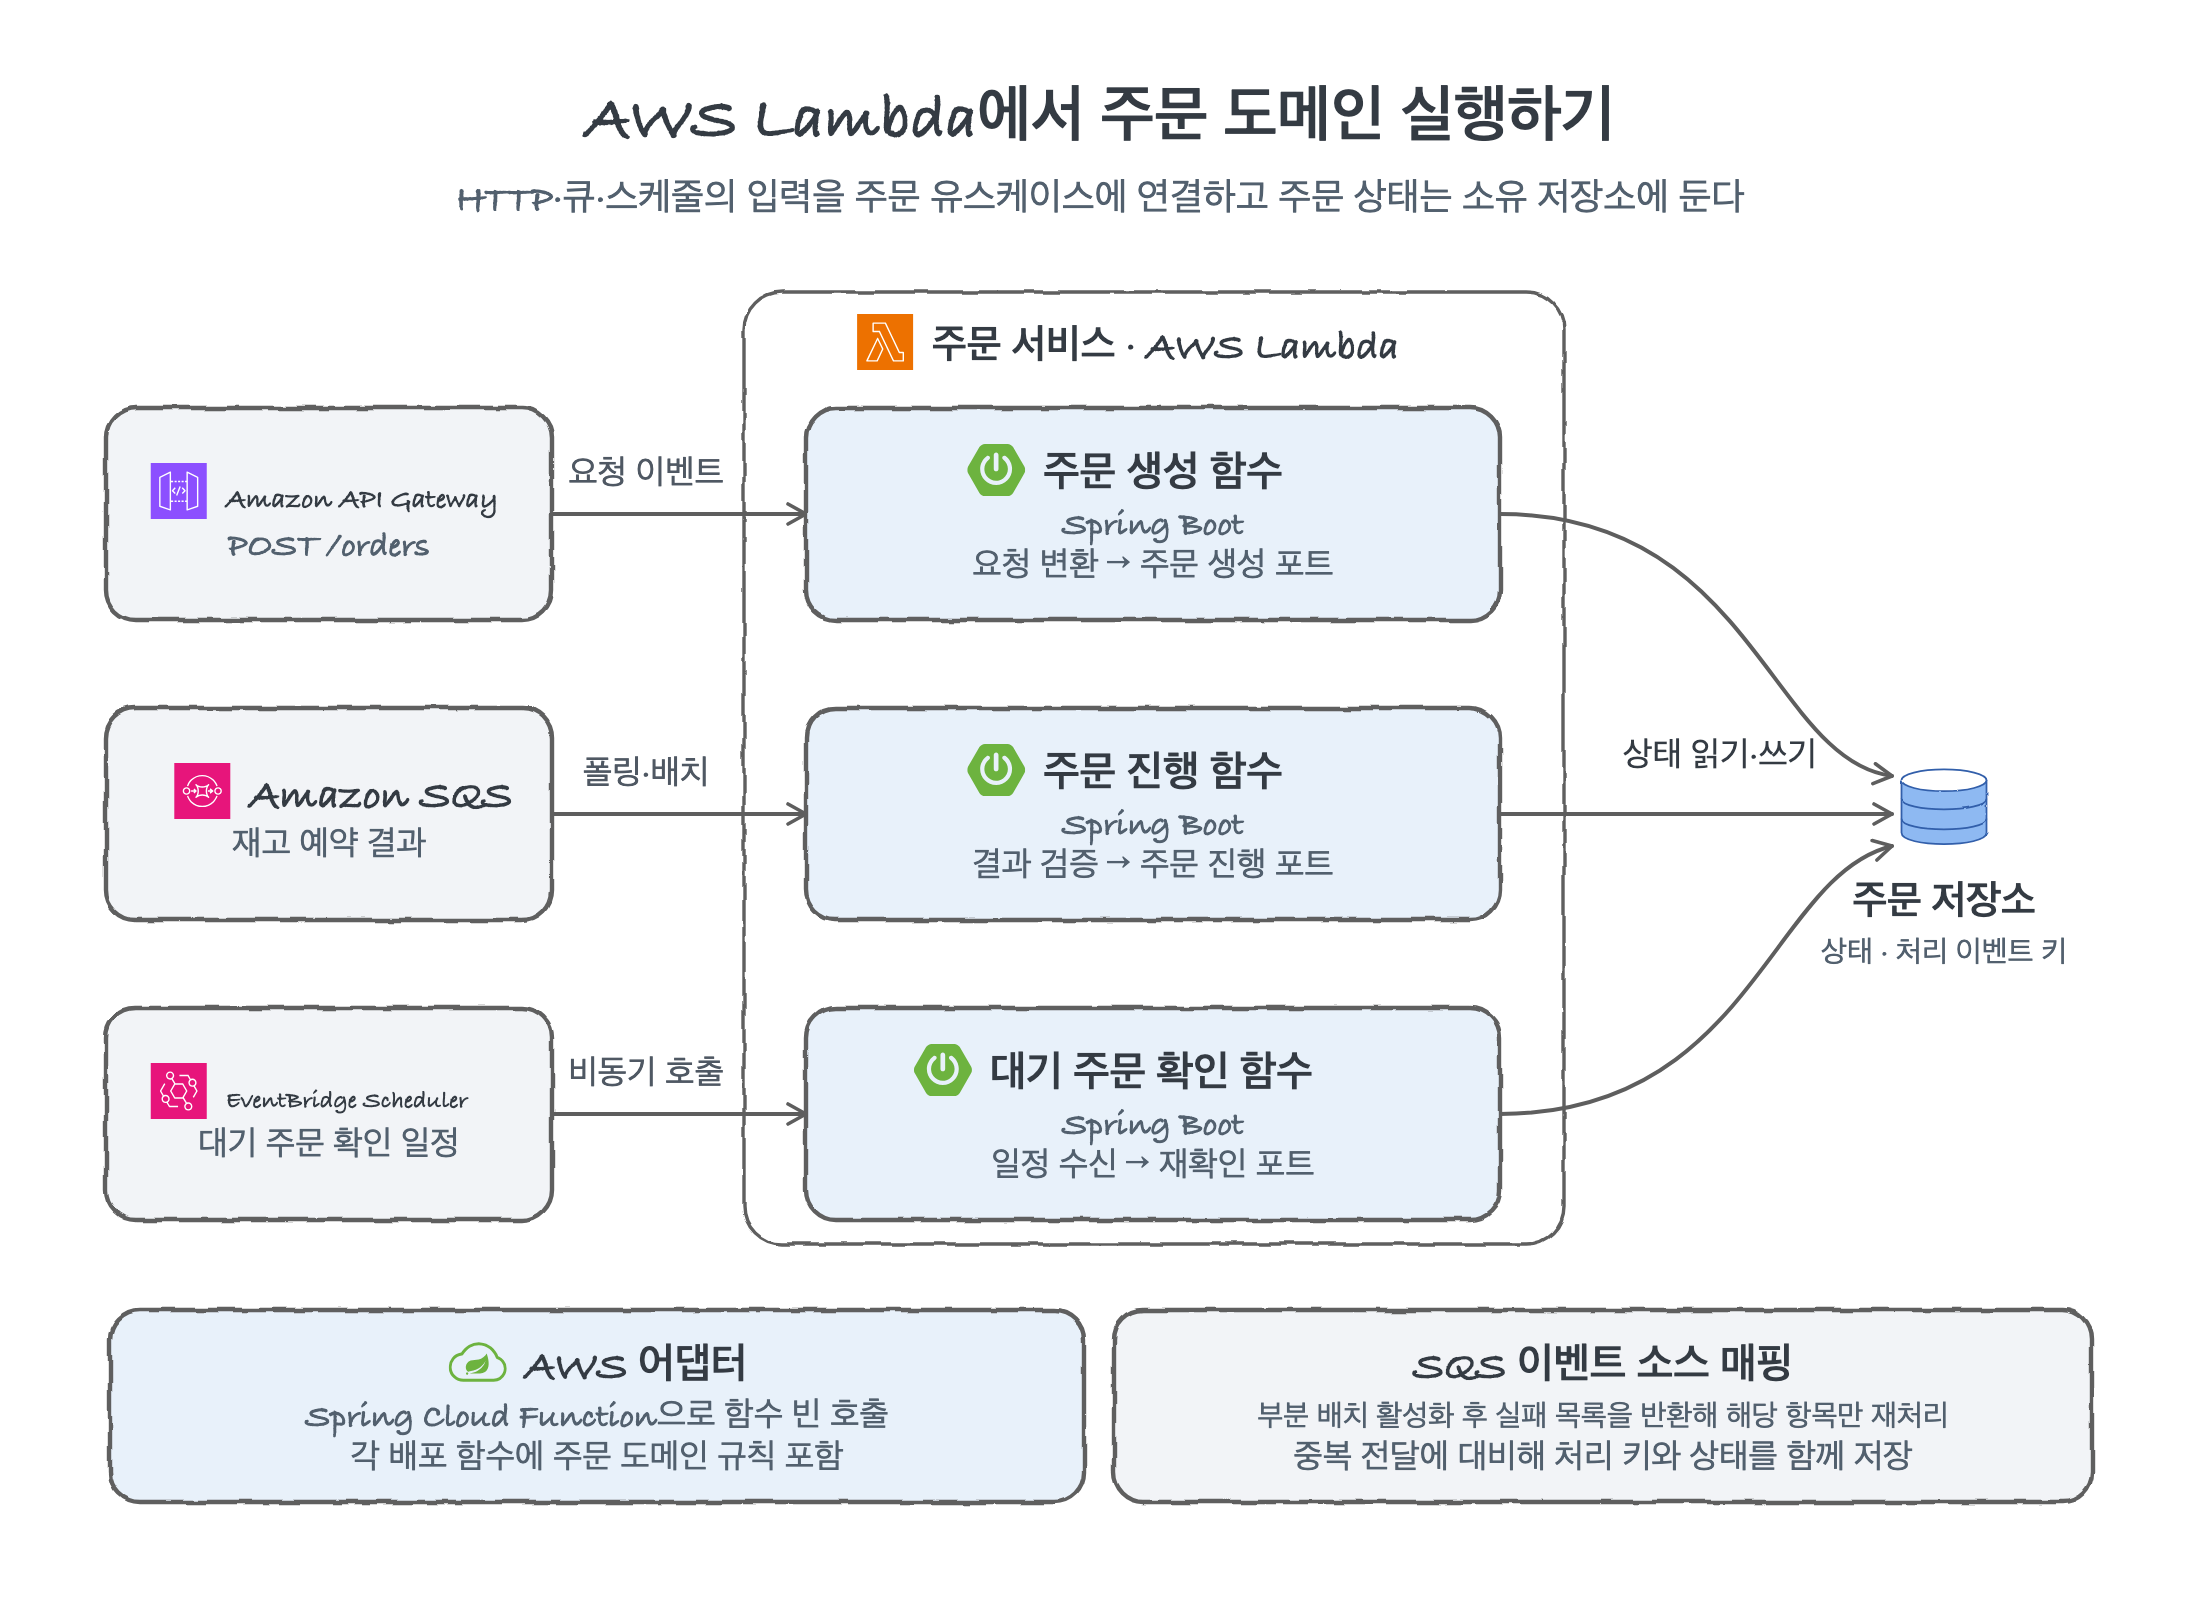 AWS Lambda에서 주문 도메인 실행하기
HTTP·큐·스케줄의 입력을 주문 유스케이스에 연결하고 주문 상태는 소유 저장소에 둔다
주문 서비스 · AWS Lambda
Amazon API Gateway
POST /orders
요청 이벤트
주문 생성 함수
Spring Boot
요청 변환 → 주문 생성 포트
Amazon SQS
재고 예약 결과
폴링·배치
주문 진행 함수
Spring Boot
결과 검증 → 주문 진행 포트
상태 읽기·쓰기
주문 저장소
상태 · 처리 이벤트 키
EventBridge Scheduler
대기 주문 확인 일정
비동기 호출
대기 주문 확인 함수
Spring Boot
일정 수신 → 재확인 포트
AWS 어댑터
Spring Cloud Function으로 함수 빈 호출
각 배포 함수에 주문 도메인 규칙 포함
SQS 이벤트 소스 매핑
부분 배치 활성화 후 실패 목록을 반환해 해당 항목만 재처리
중복 전달에 대비해 처리 키와 상태를 함께 저장